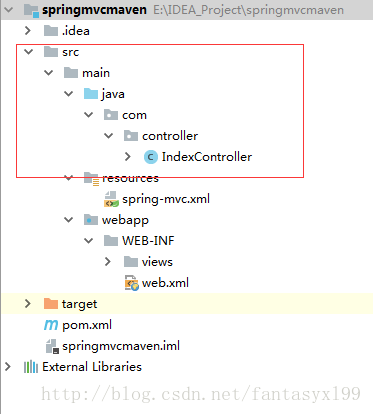 springmvcmaven E:\IDEA_Project\springmvcmaven
.idea
src
main
java
com
controller
C IndexController
resources
spring-mvc.xml
webapp
WEB-INF
views
web.xml
target
m pom.xml
springmvcmaven.iml
External Libraries
http://blog.csdn.net/fantasyxl99